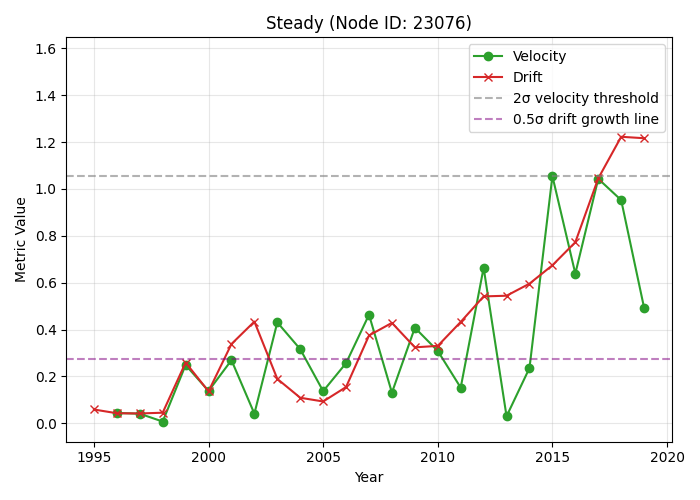 Steady (Node ID: 23076)
Velocity
Drift
2σ velocity threshold
0.5σ drift growth line
Metric Value
1.6
1.4
1.2
1.0
0.8
0.6
0.4
0.2
0.0
1995
2000
2005
2010
2015
2020
Year